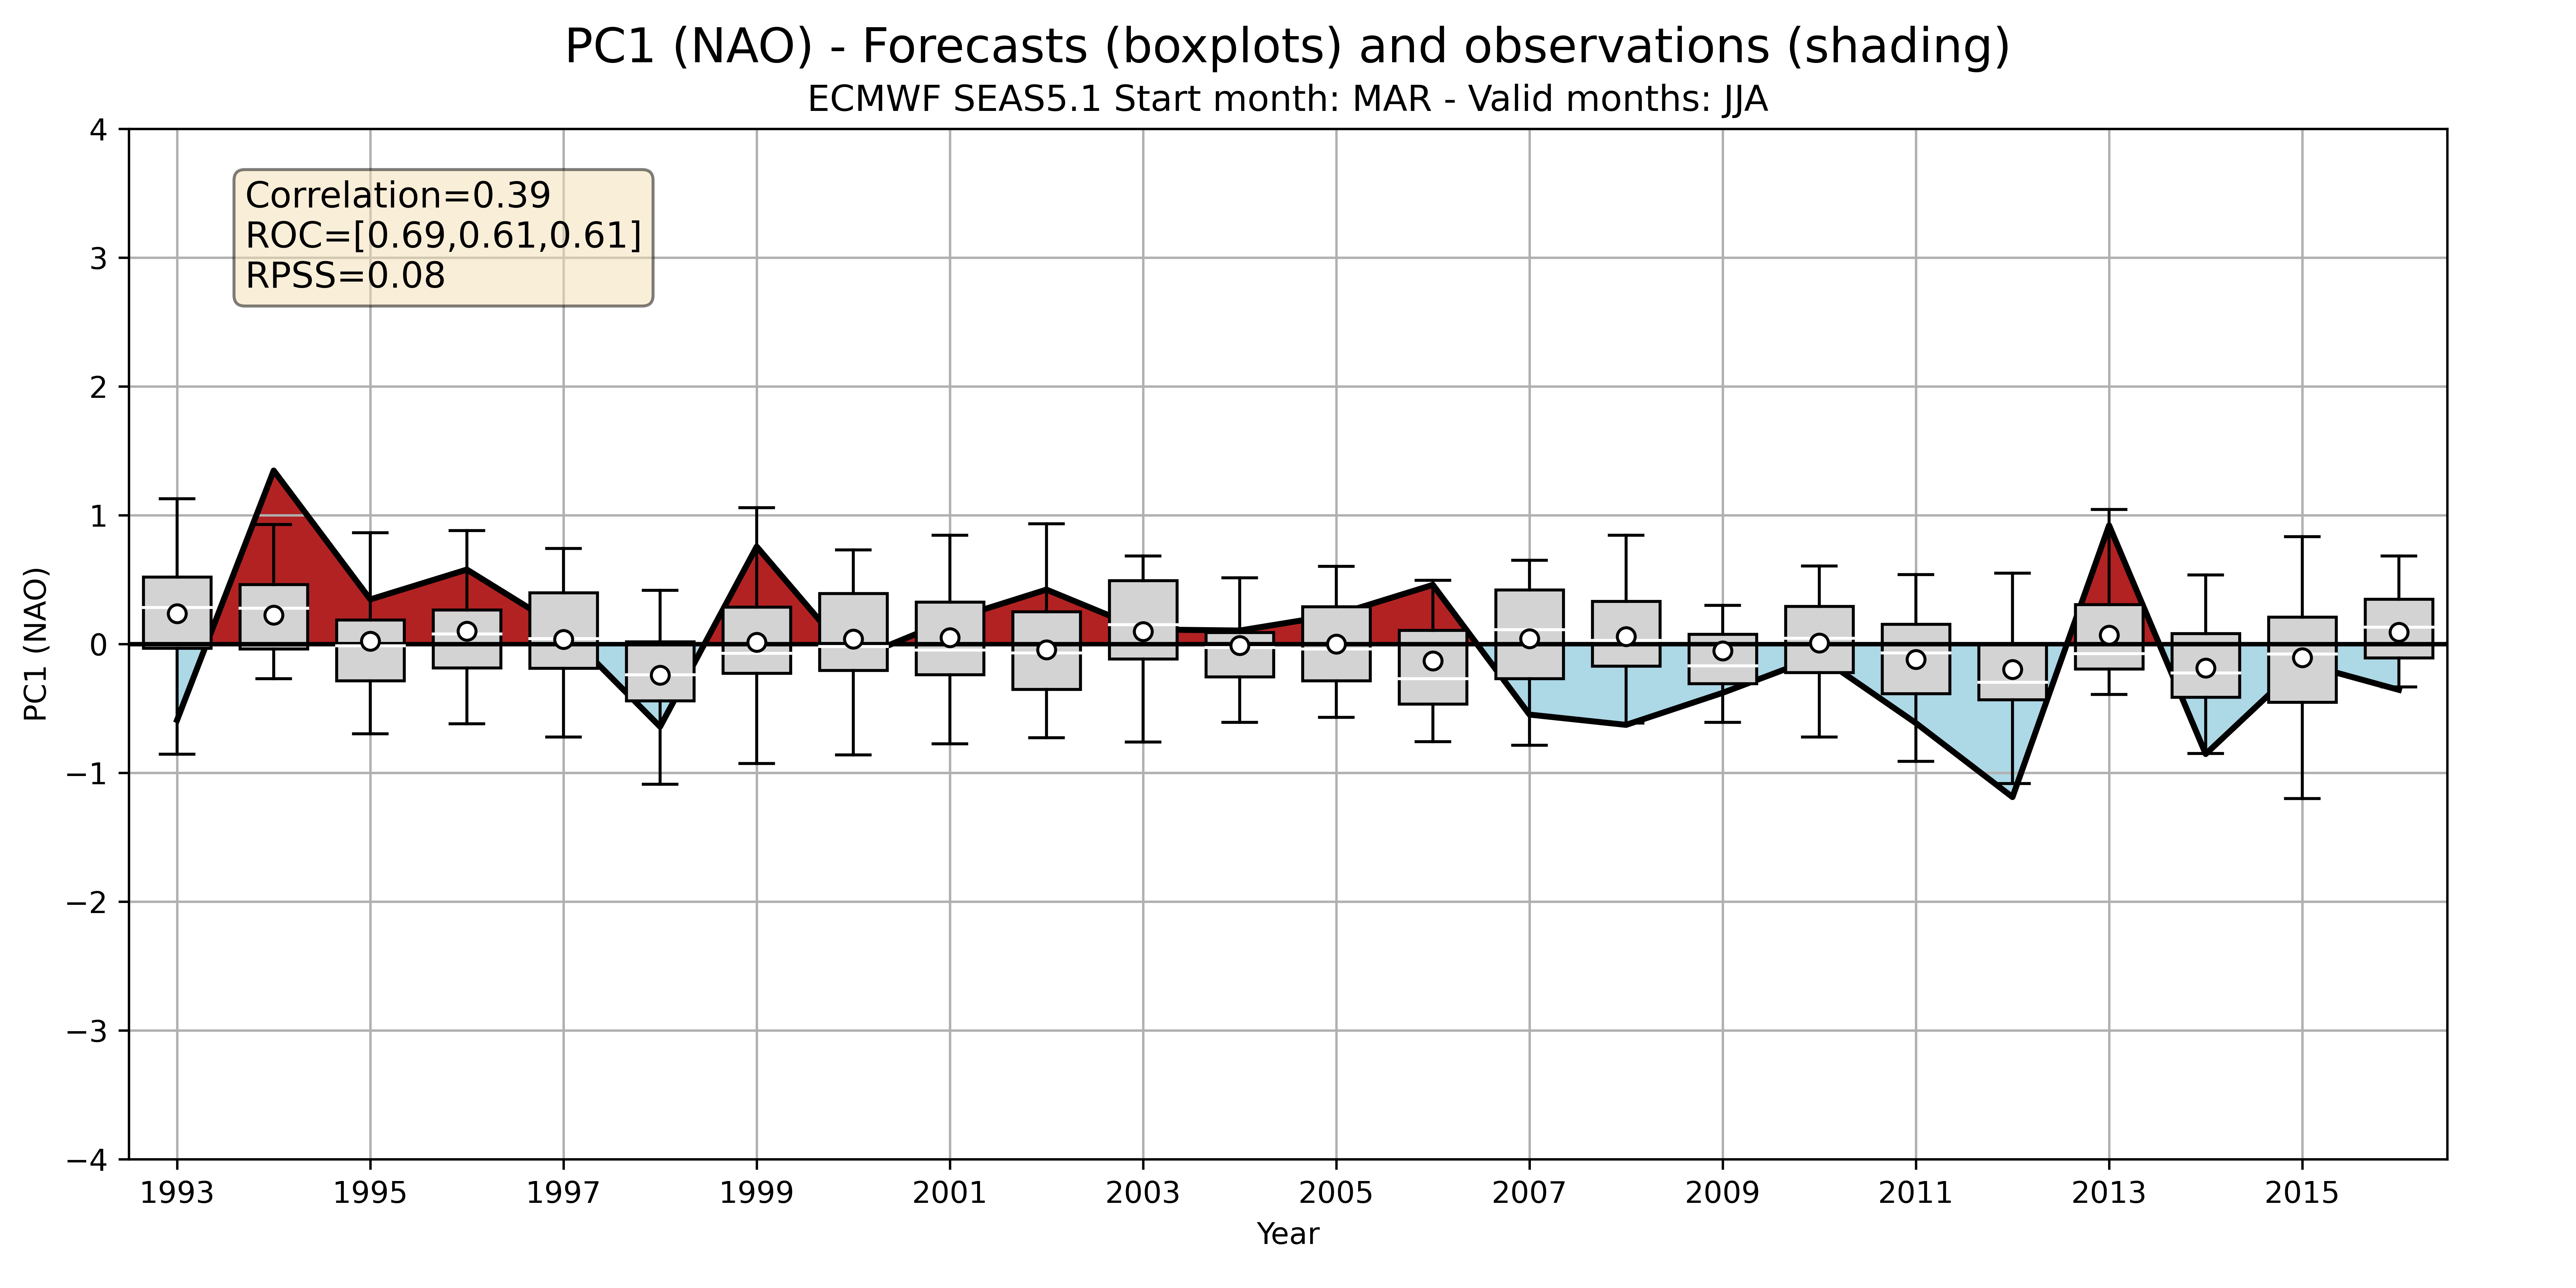 PC1 (NAO) - Forecasts (boxplots) and observations (shading)
ECMWF SEAS5.1 Start month: MAR - Valid months: JJA
Correlation=0.39
ROC=[0.69,0.61,0.61]
RPSS=0.08
PC1 (NAO)
4
3
2
1
0
−1
−2
−3
−4
1993 1995 1997 1999 2001 2003 2005 2007 2009 2011 2013 2015
Year